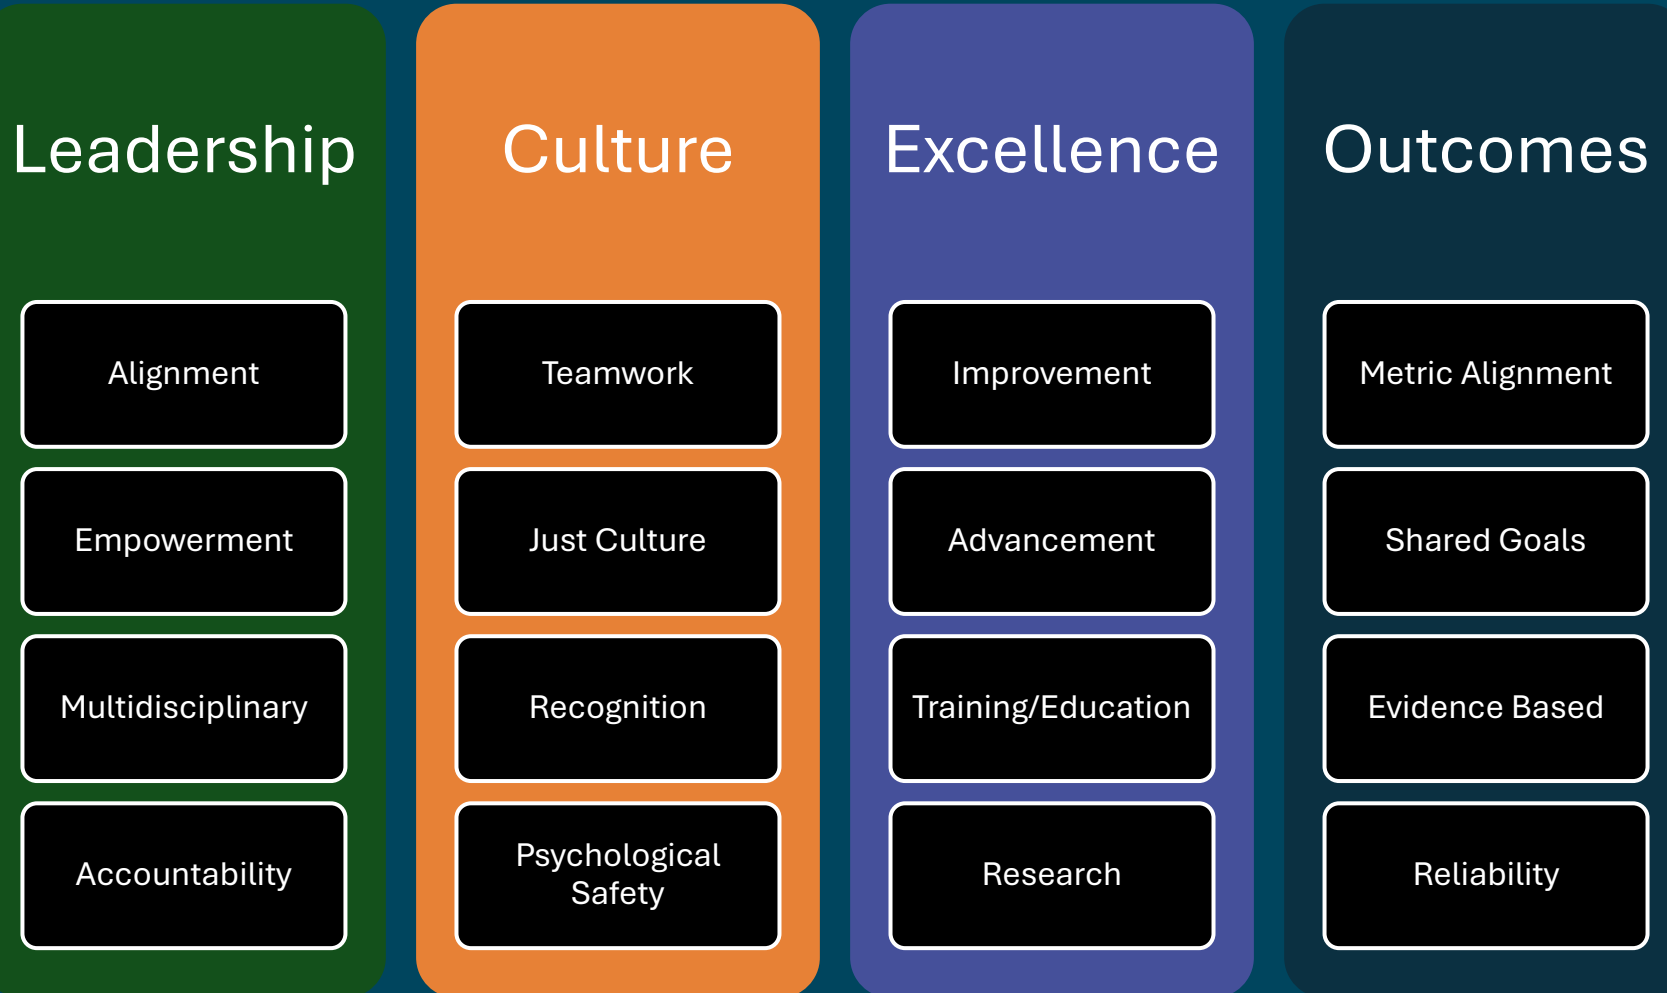 Leadership
Alignment
Empowerment
Multidisciplinary
Accountability
Culture
Teamwork
Just Culture
Recognition
Psychological
Safety
Excellence
Improvement
Advancement
Training/Education
Research
Outcomes
Metric Alignment
Shared Goals
Evidence Based
Reliability